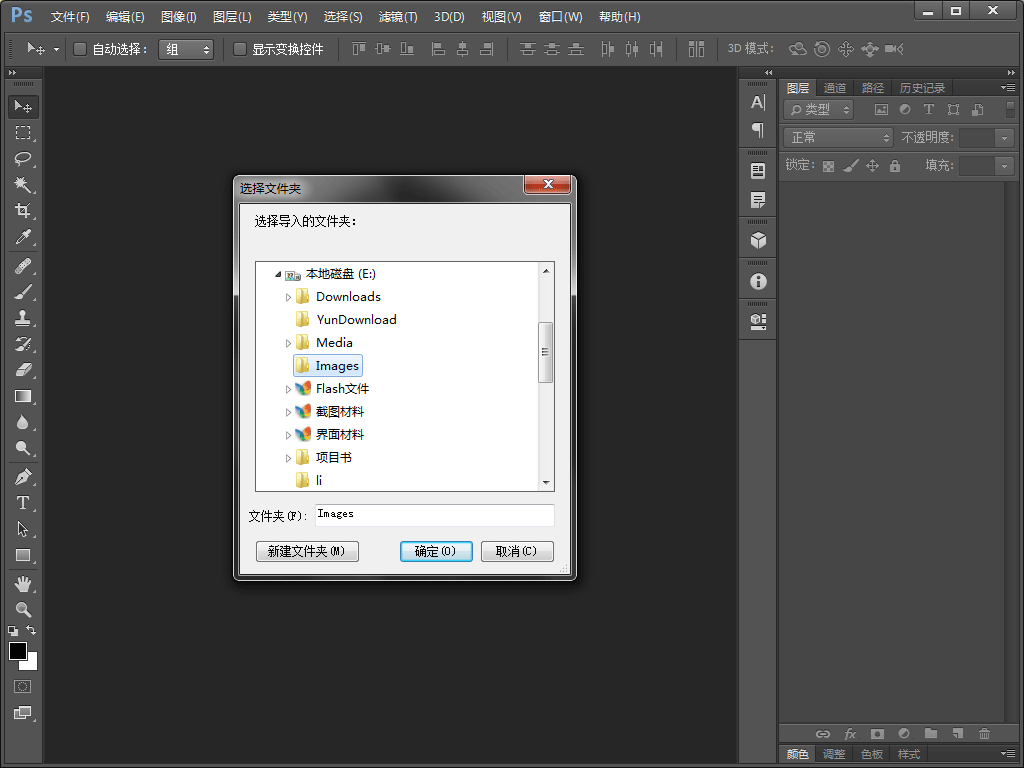 Ps 文件(F) 编辑(E) 图像(I) 图层(L) 类型(Y) 选择(S) 滤镜(T) 3D(D) 视图(V) 窗口(W) 帮助(H)
自动选择： 组 显示变换控件 3D 模式：
图层 通道 路径 历史记录
类型
正常 不透明度:
锁定: 填充:
选择文件夹
选择导入的文件夹：
本地磁盘 (E:)
Downloads
YunDownload
Media
Images
Flash文件
截图材料
界面材料
项目书
li
文件夹(F): Images
新建文件夹(M) 确定(O) 取消(C)
fx
颜色 调整 色板 样式